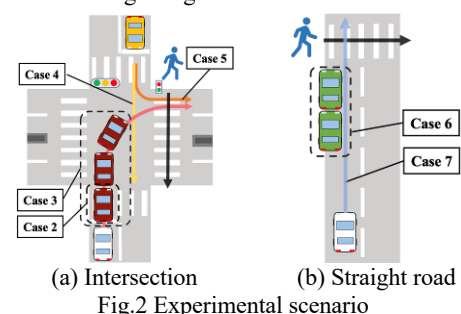 Case 4
Case 5
Case 3
Case 2
Case 6
Case 7
(a) Intersection
(b) Straight road
Fig.2 Experimental scenario